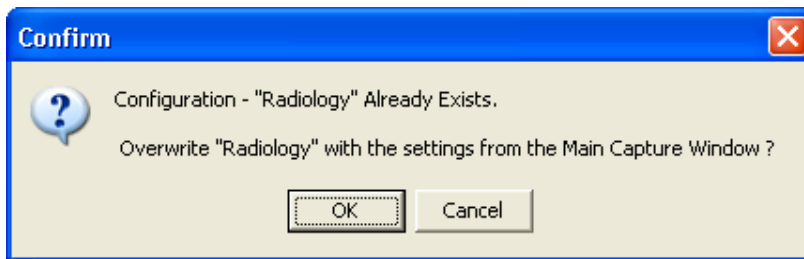 Confirm
Configuration - "Radiology" Already Exists.
Overwrite "Radiology" with the settings from the Main Capture Window ?
OK
Cancel